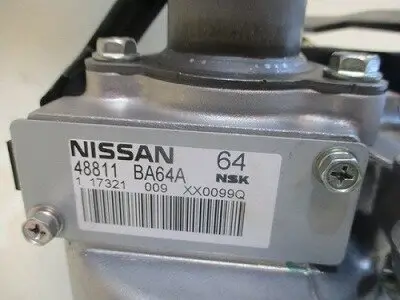 NISSAN 64
48811 BA64A NSK
1 17321 009 XX0099Q